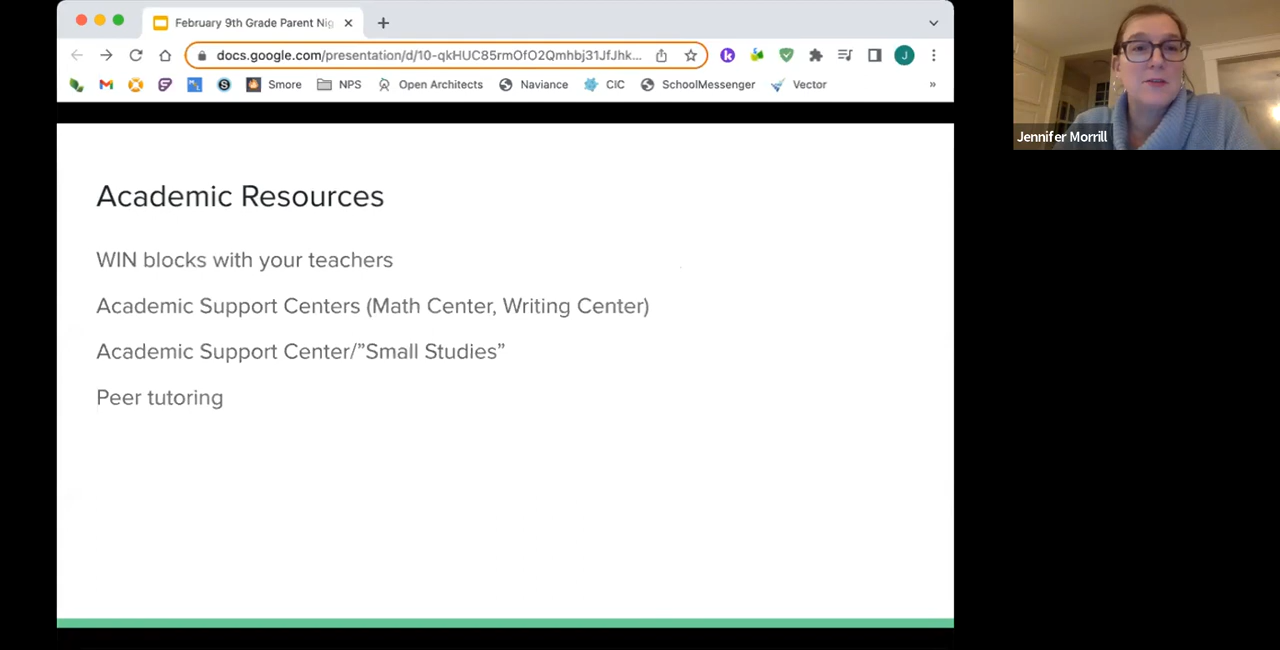 February 9th Grade Parent Nig
docs.google.com/presentation/d/10-qkHUC85rmOfO2Qmhbj31JfJhk...
Smore NPS Open Architects Naviance CIC SchoolMessenger Vector »
Jennifer Morrill
Academic Resources
WIN blocks with your teachers
Academic Support Centers (Math Center, Writing Center)
Academic Support Center/”Small Studies”
Peer tutoring